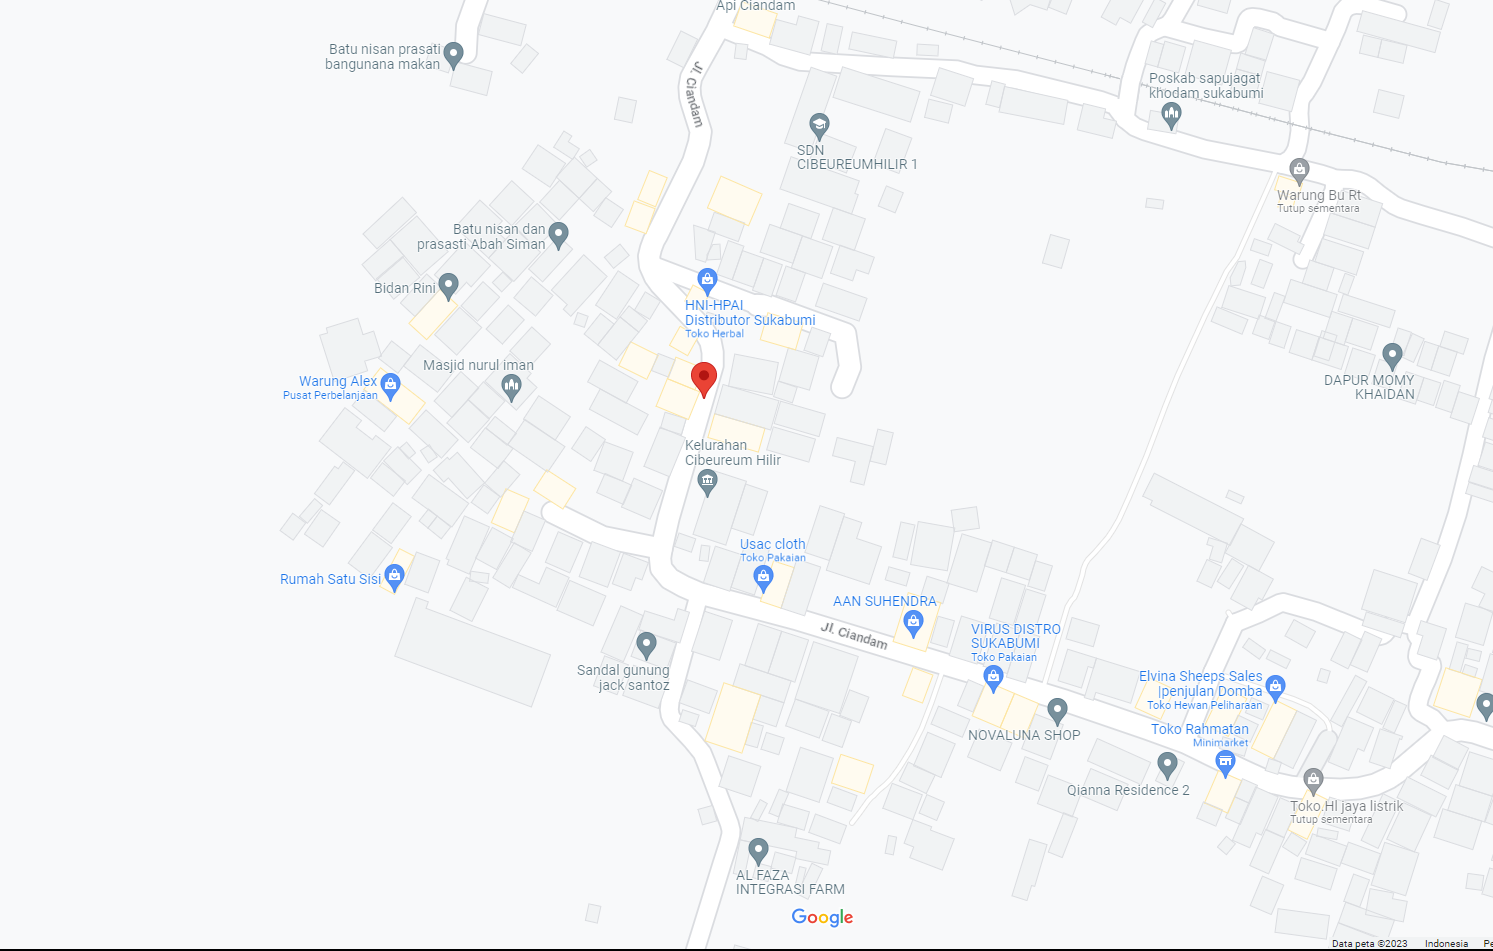 Api Ciandam
Batu nisan prasati
bangunana makan
Jl. Ciandam
Poskab sapujagat
khodam sukabumi
SDN
CIBEUREUMHILIR 1
Warung Bu Rt
Tutup sementara
Batu nisan dan
prasasti Abah Siman
Bidan Rini
HNI-HPAI
Distributor Sukabumi
Toko Herbal
Masjid nurul iman
Warung Alex
Pusat Perbelanjaan
DAPUR MOMY
KHAIDAN
Kelurahan
Cibeureum Hilir
Usac cloth
Toko Pakaian
Rumah Satu Sisi
AAN SUHENDRA
Jl. Ciandam
VIRUS DISTRO
SUKABUMI
Toko Pakaian
Sandal gunung
jack santoz
Elvina Sheeps Sales
|penjulan Domba
Toko Hewan Peliharaan
Toko Rahmatan
Minimarket
NOVALUNA SHOP
Qianna Residence 2
Toko.HI jaya listrik
Tutup sementara
AL FAZA
INTEGRASI FARM
Google
Data peta ©2023 Indonesia Pe